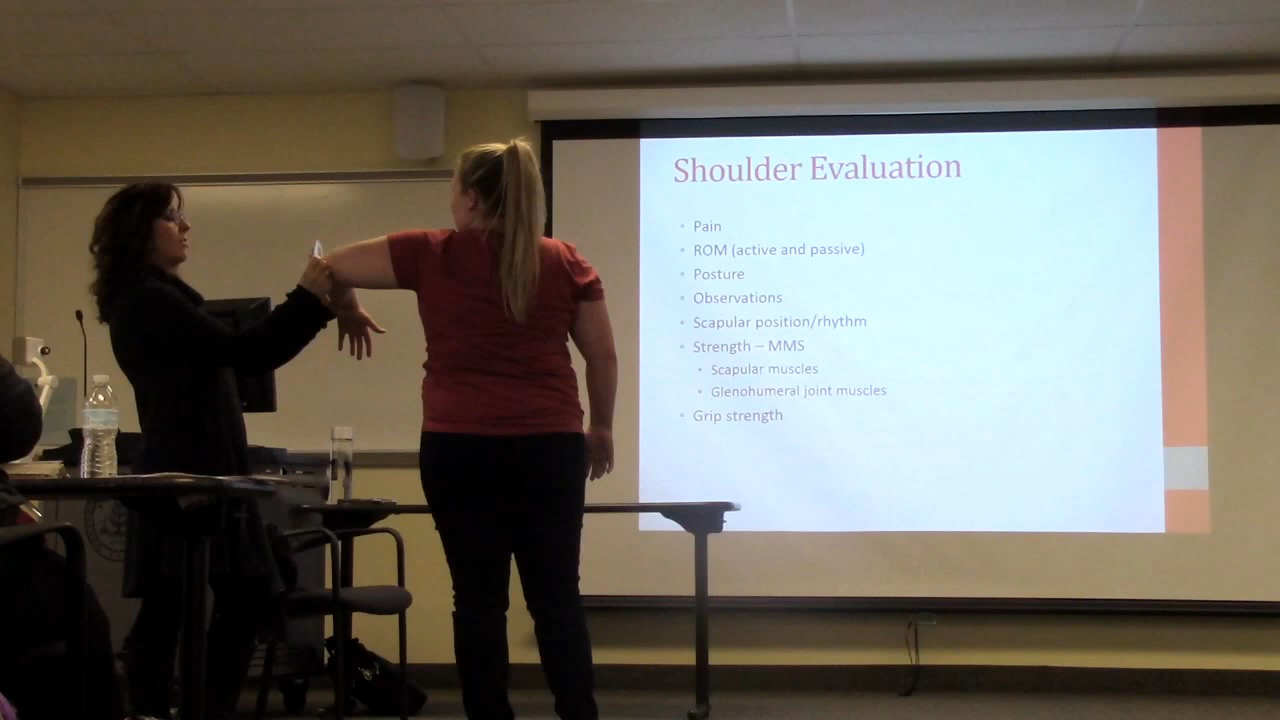 Shoulder Evaluation
• Pain
• ROM (active and passive)
• Posture
• Observations
• Scapular position/rhythm
• Strength – MMS
• Scapular muscles
• Glenohumeral joint muscles
• Grip strength